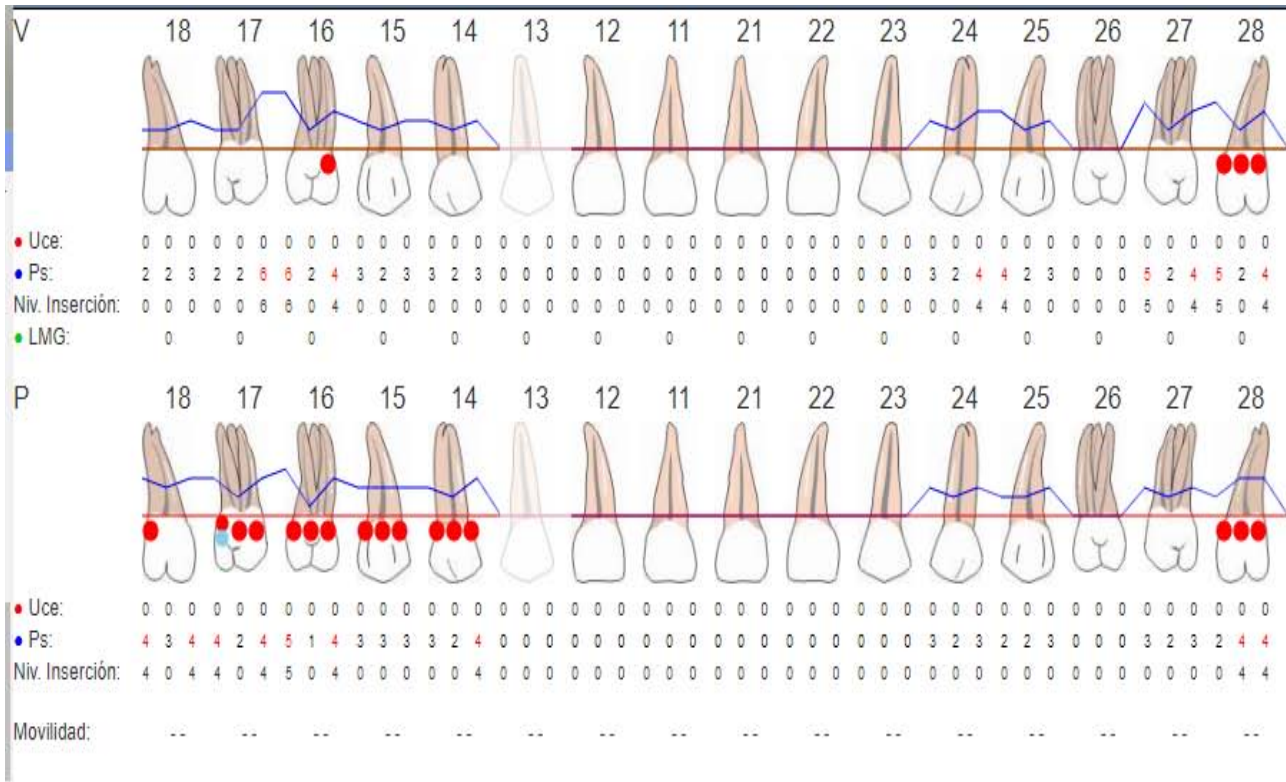 V 18 17 16 15 14 13 12 11 21 22 23 24 25 26 27 28
Uce: 0 0 0 0 0 0 0 0 0 0 0 0 0 0 0 0 0 0 0 0 0 0 0 0 0 0 0 0 0 0 0 0 0 0 0 0 0 0 0 0 0 0 0 0 0 0 0 0
Ps: 2 2 3 2 2 6 6 2 4 3 2 3 3 2 3 0 0 0 0 0 0 0 0 0 0 0 0 0 0 0 0 0 0 3 2 4 4 2 3 0 0 0 5 2 4 5 2 4
Niv. Inserción: 0 0 0 0 0 6 6 0 4 0 0 0 0 0 0 0 0 0 0 0 0 0 0 0 0 0 0 0 0 0 0 0 0 0 0 4 4 0 0 0 0 0 5 0 4 5 0 4
LMG: 0 0 0 0 0 0 0 0 0 0 0 0 0 0 0 0
P 18 17 16 15 14 13 12 11 21 22 23 24 25 26 27 28
Uce: 0 0 0 0 0 0 0 0 0 0 0 0 0 0 0 0 0 0 0 0 0 0 0 0 0 0 0 0 0 0 0 0 0 0 0 0 0 0 0 0 0 0 0 0 0 0 0 0
Ps: 4 3 4 4 2 4 5 1 4 3 3 3 3 2 4 0 0 0 0 0 0 0 0 0 0 0 0 0 0 0 0 0 0 3 2 3 2 2 3 0 0 0 3 2 3 2 4 4
Niv. Inserción: 4 0 4 4 0 4 5 0 4 0 0 0 0 0 4 0 0 0 0 0 0 0 0 0 0 0 0 0 0 0 0 0 0 0 0 0 0 0 0 0 0 0 0 0 0 0 4 4
Movilidad: -- -- -- -- -- -- -- -- -- -- -- -- -- -- -- --